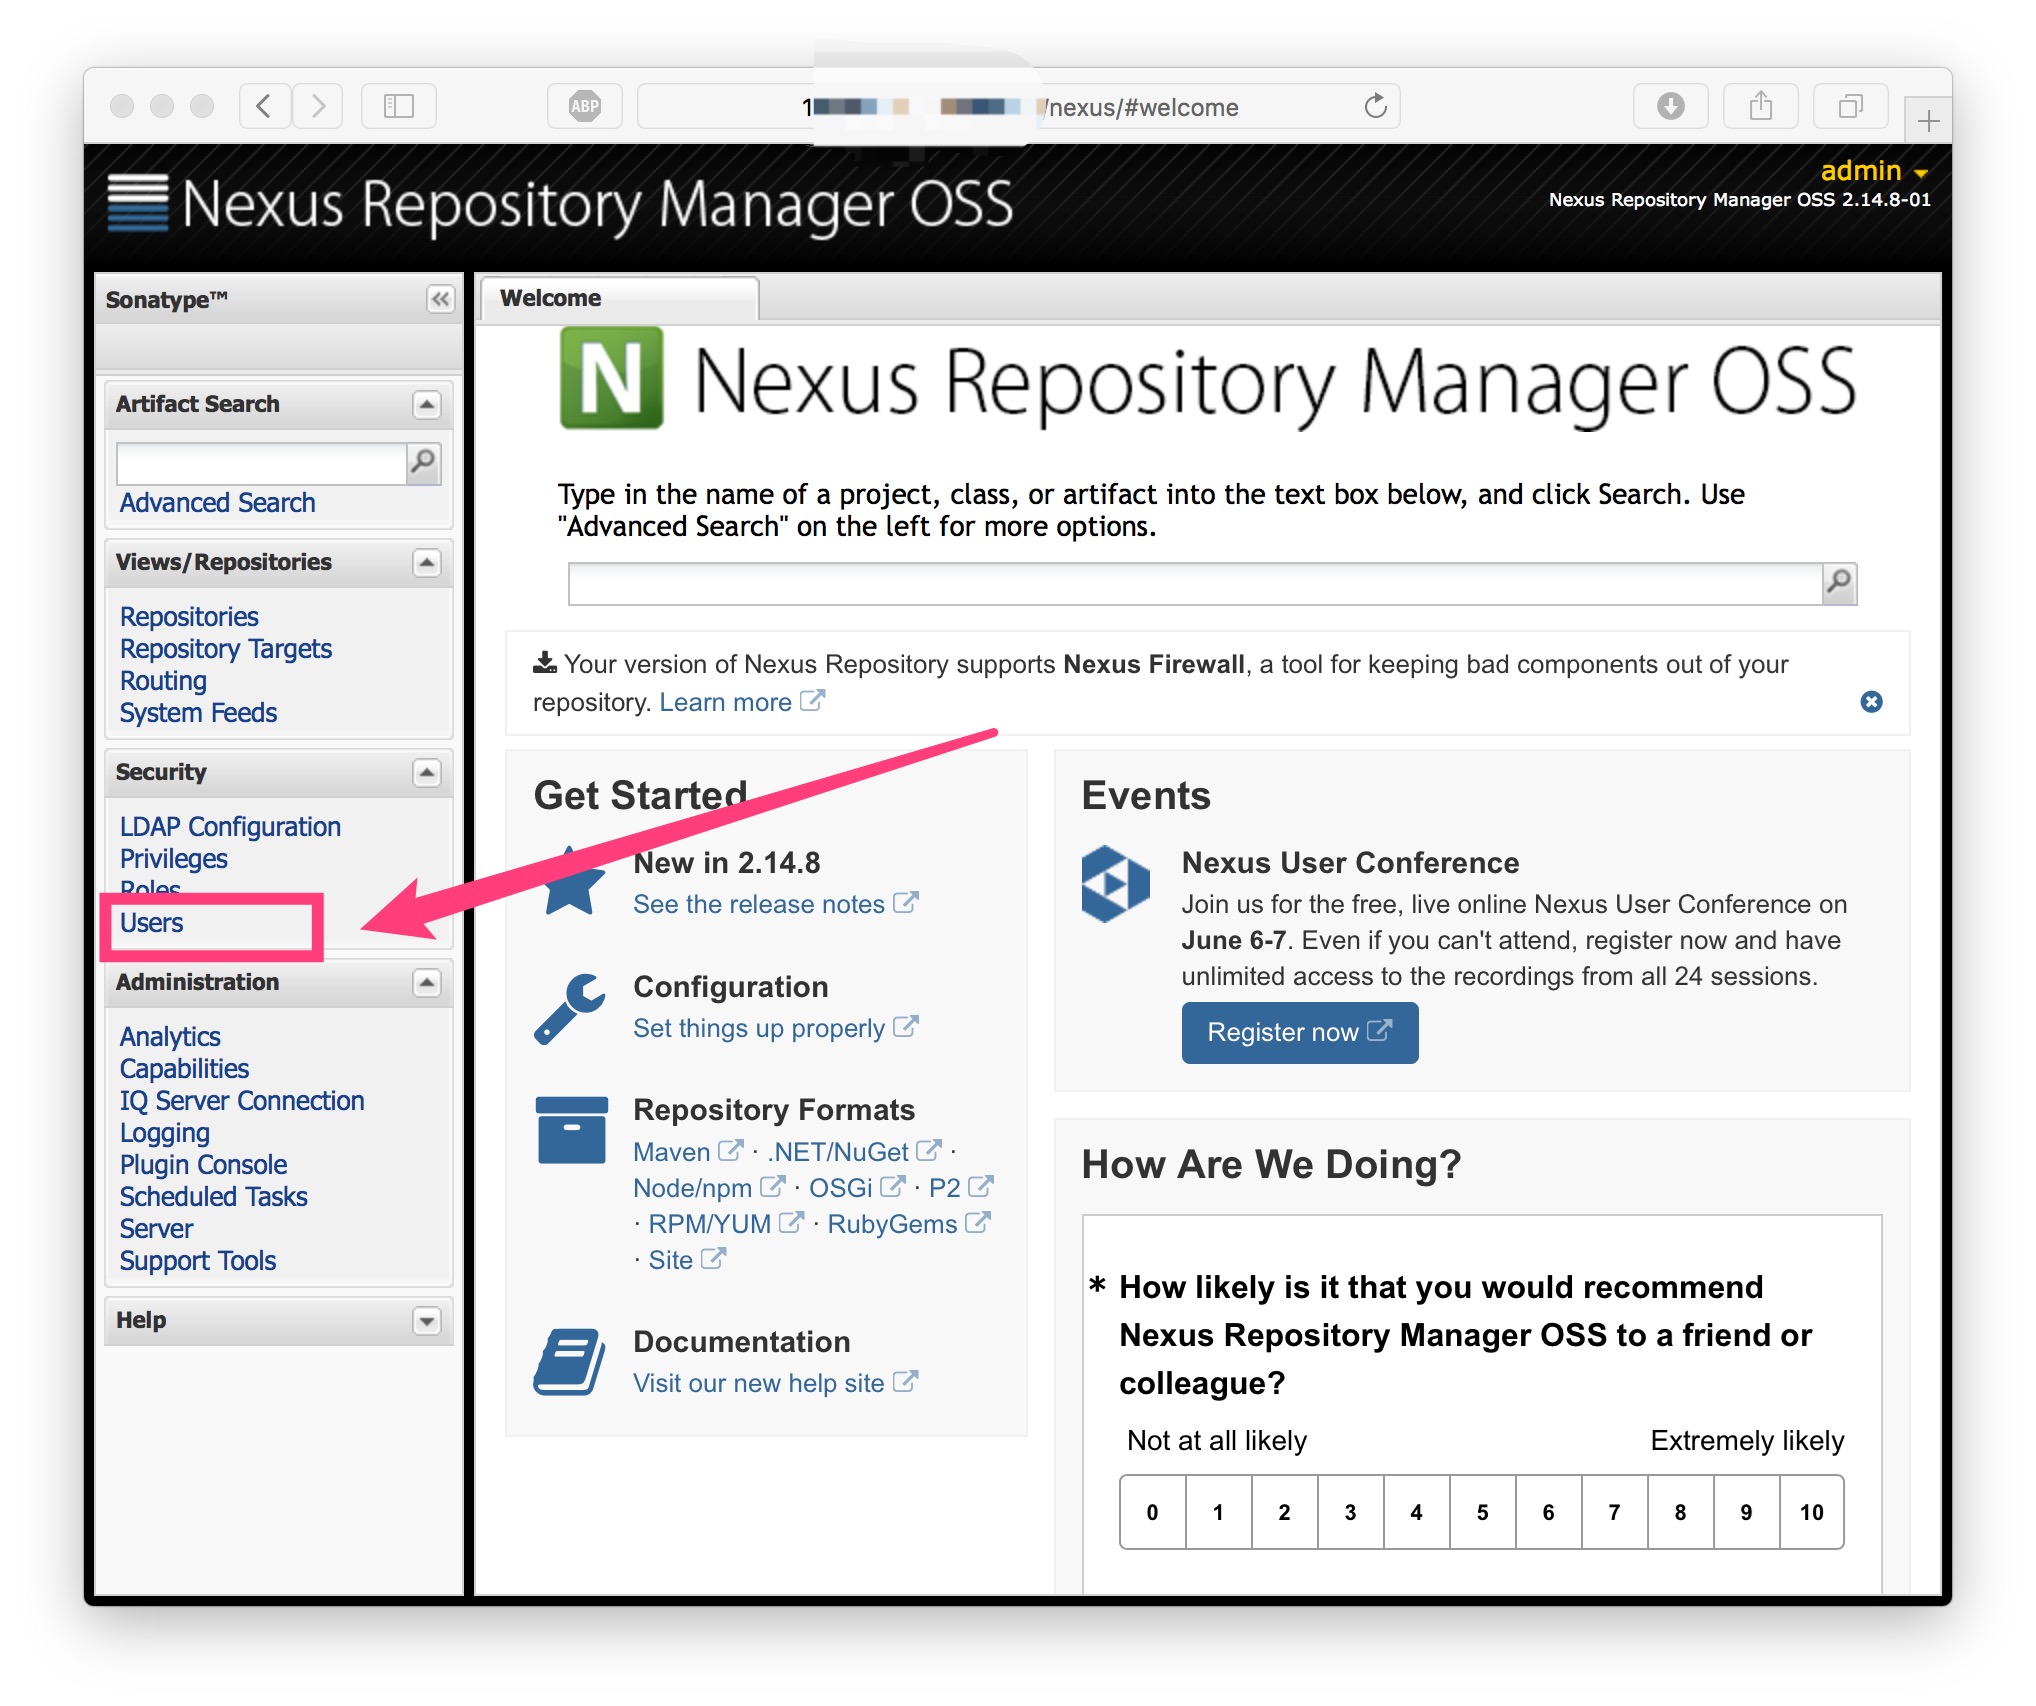 ABP
1
/nexus/#welcome
Nexus Repository Manager OSS
admin
Nexus Repository Manager OSS 2.14.8-01
Sonatype™
Artifact Search
Advanced Search
Views/Repositories
Repositories
Repository Targets
Routing
System Feeds
Security
LDAP Configuration
Privileges
Roles
Users
Administration
Analytics
Capabilities
IQ Server Connection
Logging
Plugin Console
Scheduled Tasks
Server
Support Tools
Help
Welcome
N Nexus Repository Manager OSS
Type in the name of a project, class, or artifact into the text box below, and click Search. Use
"Advanced Search" on the left for more options.
Your version of Nexus Repository supports Nexus Firewall, a tool for keeping bad components out of your
repository. Learn more
Get Started
New in 2.14.8
See the release notes
Configuration
Set things up properly
Repository Formats
Maven · .NET/NuGet ·
Node/npm · OSGi · P2
· RPM/YUM · RubyGems
· Site
Documentation
Visit our new help site
Events
Nexus User Conference
Join us for the free, live online Nexus User Conference on
June 6-7. Even if you can't attend, register now and have
unlimited access to the recordings from all 24 sessions.
Register now
How Are We Doing?
* How likely is it that you would recommend
Nexus Repository Manager OSS to a friend or
colleague?
Not at all likely Extremely likely
0 1 2 3 4 5 6 7 8 9 10